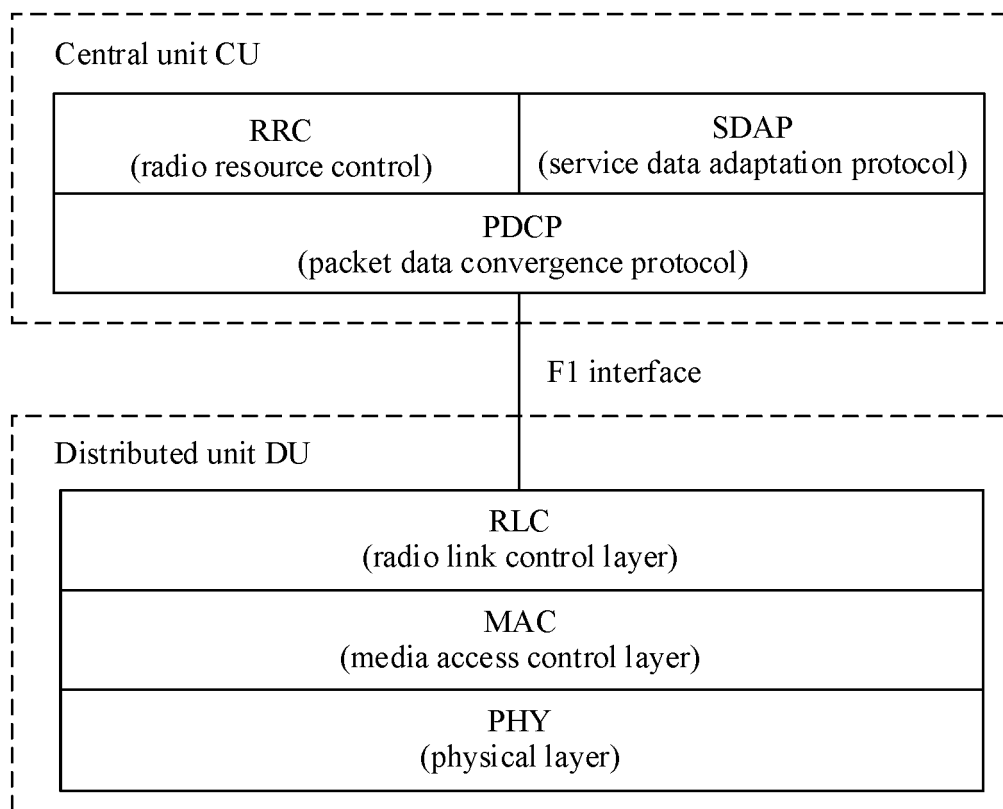 Central unit CU
RRC
(radio resource control)
SDAP
(service data adaptation protocol)
PDCP
(packet data convergence protocol)
F1 interface
Distributed unit DU
RLC
(radio link control layer)
MAC
(media access control layer)
PHY
(physical layer)